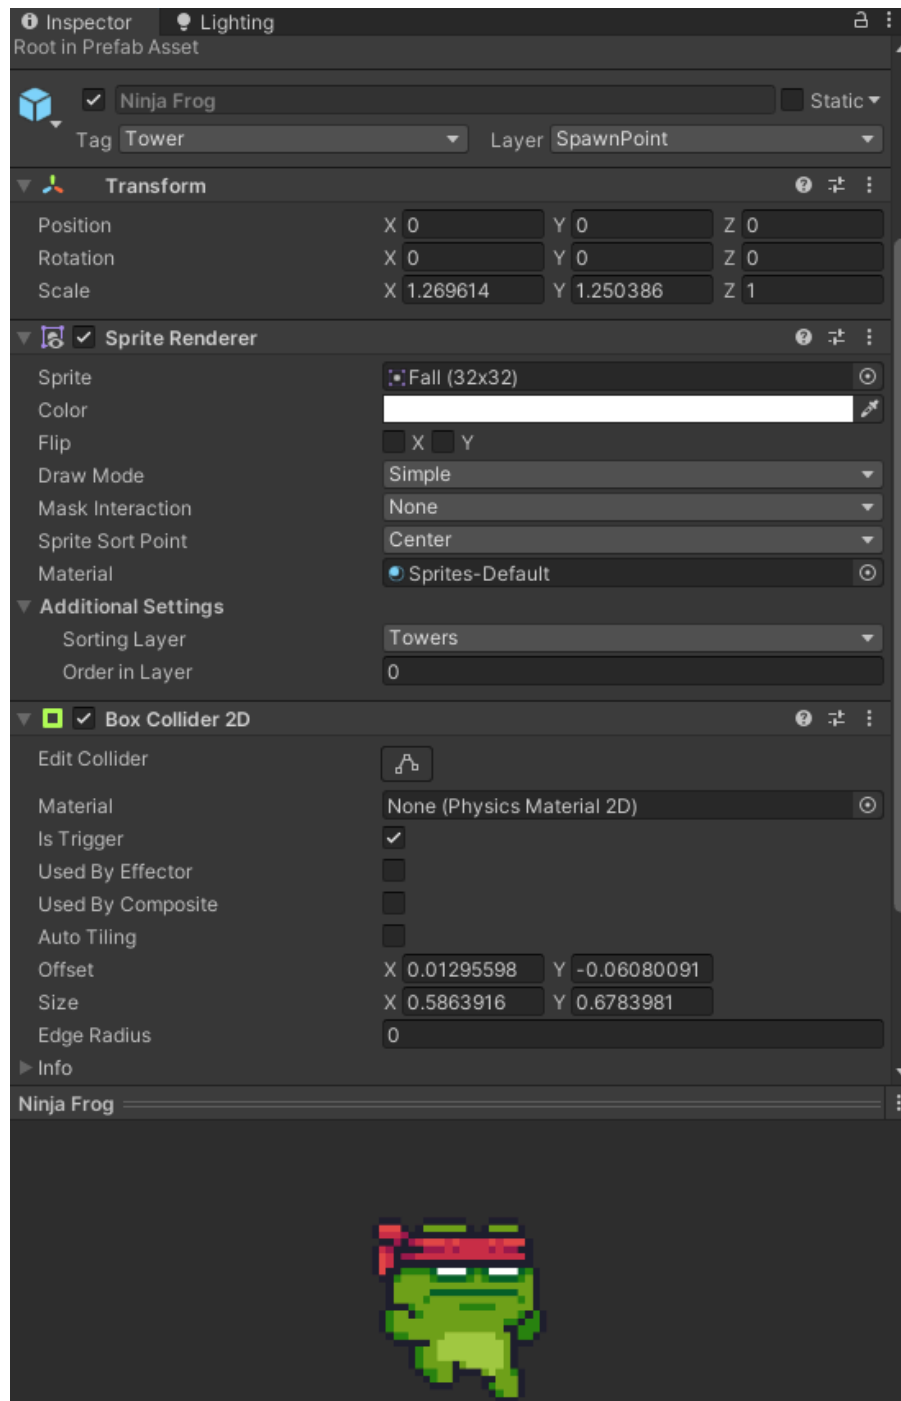 Inspector Lighting
Root in Prefab Asset
Ninja Frog Static
Tag Tower Layer SpawnPoint
Transform
Position X 0 Y 0 Z 0
Rotation X 0 Y 0 Z 0
Scale X 1.269614 Y 1.250386 Z 1
Sprite Renderer
Sprite Fall (32x32)
Color
Flip X Y
Draw Mode Simple
Mask Interaction None
Sprite Sort Point Center
Material Sprites-Default
Additional Settings
Sorting Layer Towers
Order in Layer 0
Box Collider 2D
Edit Collider
Material None (Physics Material 2D)
Is Trigger
Used By Effector
Used By Composite
Auto Tiling
Offset X 0.01295598 Y -0.06080091
Size X 0.5863916 Y 0.6783981
Edge Radius 0
Info
Ninja Frog